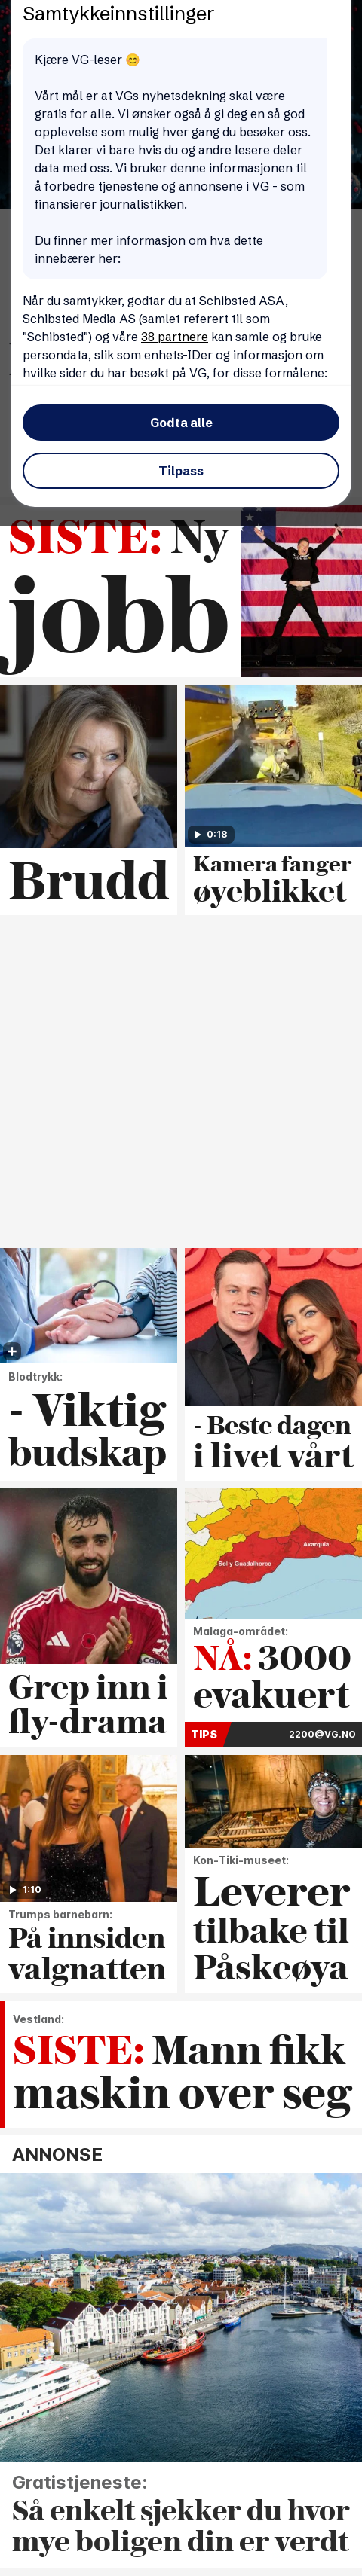 Samtykkeinnstillinger
Kjære VG-leser 😊
Vårt mål er at VGs nyhetsdekning skal være
gratis for alle. Vi ønsker også å gi deg en så god
opplevelse som mulig hver gang du besøker oss.
Det klarer vi bare hvis du og andre lesere deler
data med oss. Vi bruker denne informasjonen til
å forbedre tjenestene og annonsene i VG - som
finansierer journalistikken.
Du finner mer informasjon om hva dette
innebærer her:
Når du samtykker, godtar du at Schibsted ASA,
Schibsted Media AS (samlet referert til som
"Schibsted") og våre 38 partnere kan samle og bruke
persondata, slik som enhets-IDer og informasjon om
hvilke sider du har besøkt på VG, for disse formålene:
Godta alle
Tilpass
SISTE: Ny
jobb
0:18
Brudd
Kamera fanger
øyeblikket
Blodtrykk:
- Viktig
budskap
- Beste dagen
i livet vårt
Grep inn i
fly-drama
Axarquía
Sol y Guadalhorce
Malaga-området:
NÅ: 3000
evakuert
TIPS 2200@VG.NO
1:10
Trumps barnebarn:
På innsiden
valgnatten
Kon-Tiki-museet:
Leverer
tilbake til
Påskeøya
Vestland:
SISTE: Mann fikk
maskin over seg
ANNONSE
Gratistjeneste:
Så enkelt sjekker du hvor
mye boligen din er verdt